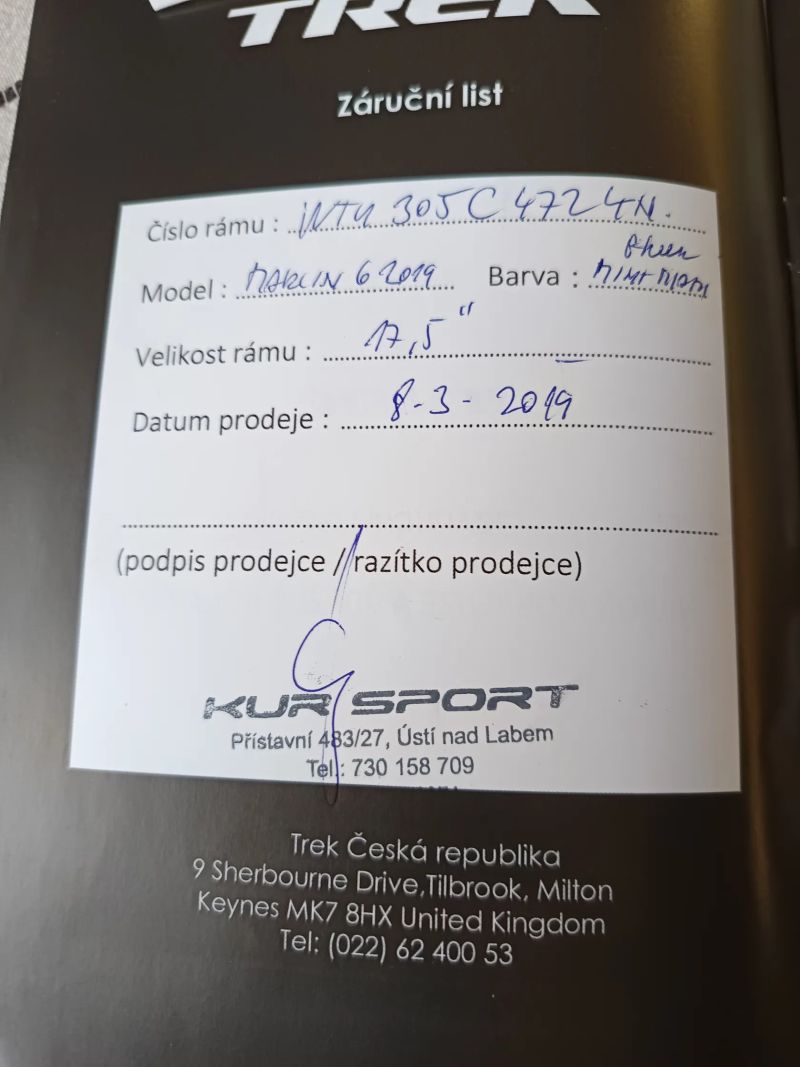 TREK
Záruční list
Číslo rámu : WTU 305C4724N.
Model : MARLIN 6 2019 Barva :
Velikost rámu : 17,5"
Datum prodeje : 8-3-2019
(podpis prodejce / razítko prodejce)
KUR SPORT
Přístavní 483/27, Ústí nad Labem
Tel.: 730 158 709
Trek Česká republika
9 Sherbourne Drive,Tilbrook, Milton
Keynes MK7 8HX United Kingdom
Tel: (022) 62 400 53